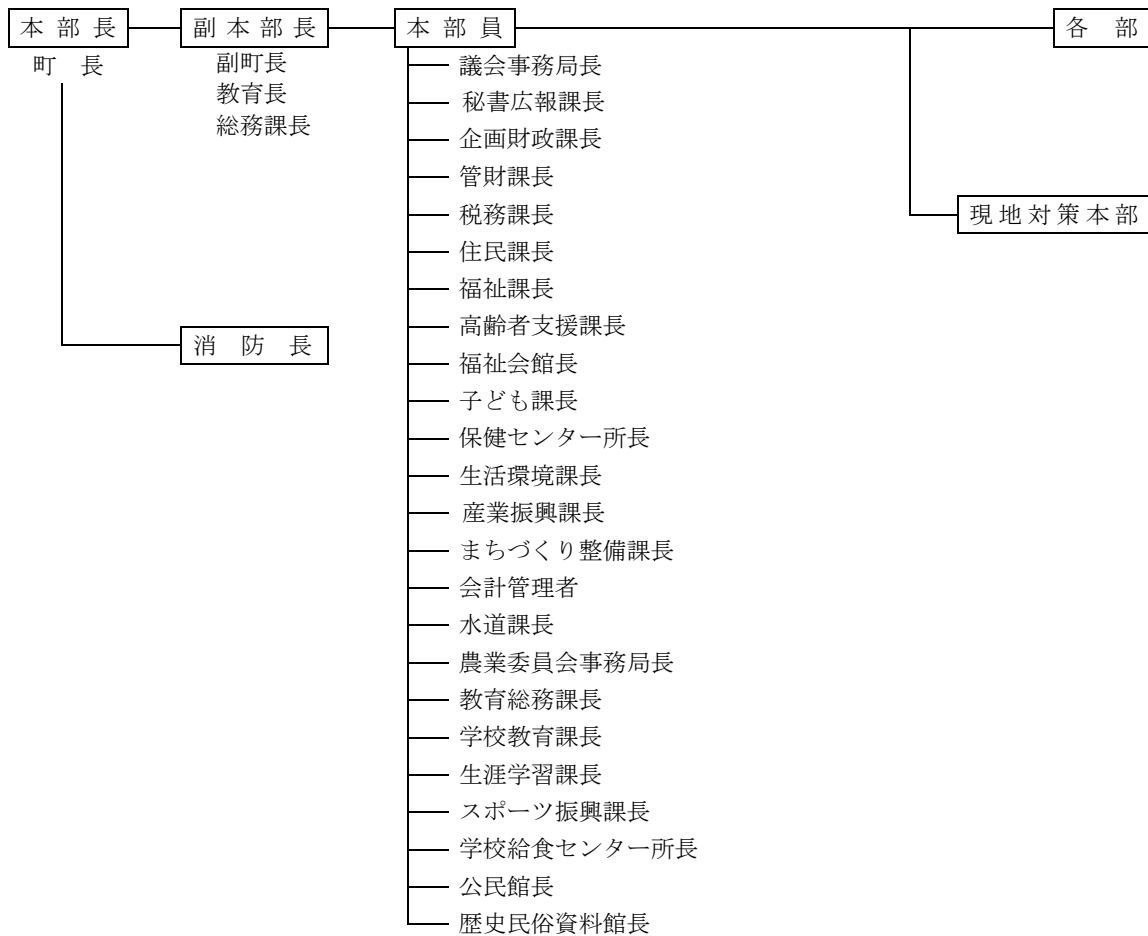 本部長
副本部長
本部員
各部
町長
副町長
教育長
総務課長
議会事務局長
秘書広報課長
企画財政課長
管財課長
税務課長
現地対策本部
住民課長
福祉課長
高齢者支援課長
消防長
福祉会館長
子ども課長
保健センター所長
生活環境課長
産業振興課長
まちづくり整備課長
会計管理者
水道課長
農業委員会事務局長
教育総務課長
学校教育課長
生涯学習課長
スポーツ振興課長
学校給食センター所長
公民館長
歴史民俗資料館長